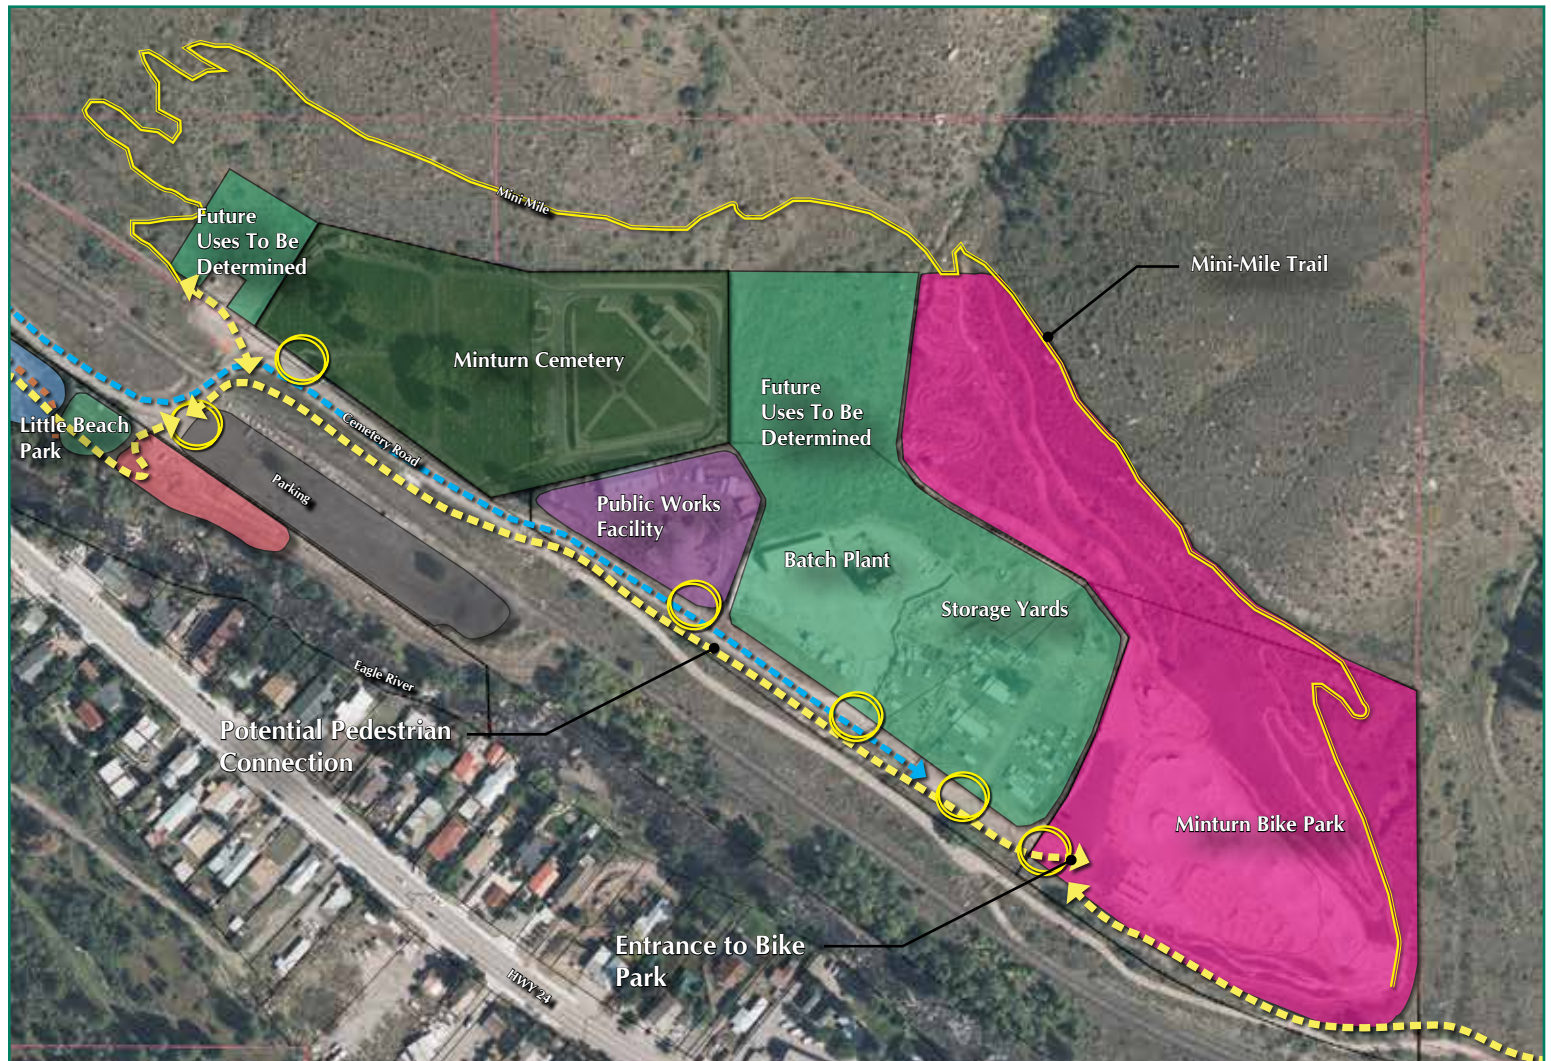 Mini Mile
Future
Uses To Be
Determined
Mini-Mile Trail
Minturn Cemetery
Future
Uses To Be
Determined
Little Beach
Park
Cemetery Road
Parking
Public Works
Facility
Batch Plant
Storage Yards
Eagle River
Potential Pedestrian
Connection
Minturn Bike Park
Entrance to Bike
Park
HWY 24